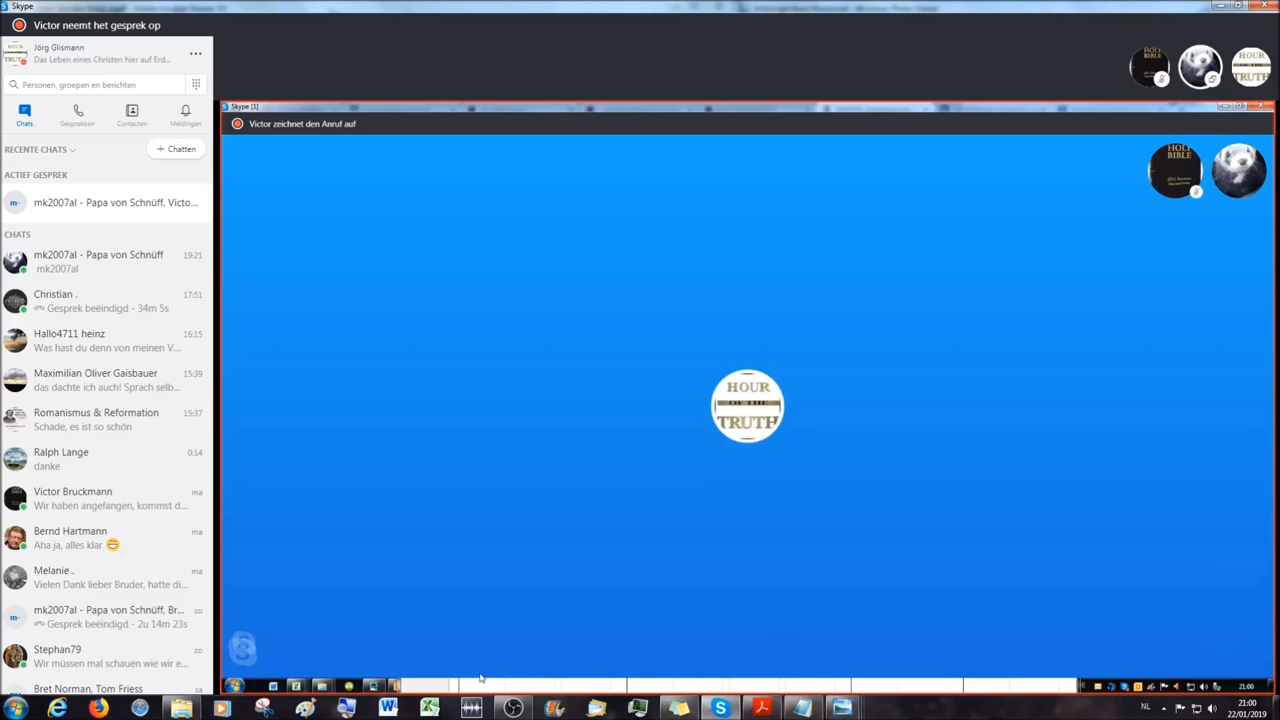 Skype
Victor neemt het gesprek op
Jörg Glismann
Das Leben eines Christen hier auf Erd...
Personen, groepen en berichten
Chats
Gesprekken
Contacten
Meldingen
RECENTE CHATS
+ Chatten
ACTIEF GESPREK
m-
mk2007al - Papa von Schnüff, Victo...
CHATS
mk2007al - Papa von Schnüff 19:21
mk2007al
Christian . 17:51
Gesprek beëindigd - 34m 5s
Hallo4711 heinz 16:15
Was hast du denn von meinen V...
Maximilian Oliver Gaisbauer 15:39
das dachte ich auch! Sprach selb...
Romanismus & Reformation 15:37
Schade, es ist so schön
Ralph Lange 0:14
danke
Victor Bruckmann ma
Wir haben angefangen, kommst d...
Bernd Hartmann ma
Aha ja, alles klar
Melanie . ma
Vielen Dank lieber Bruder, hatte di...
m-
mk2007al - Papa von Schnüff, Br... zo
Gesprek beëindigd - 2u 14m 23s
Stephan79 zo
Wir müssen mal schauen wie wir e...
Bret Norman, Tom Friess za
HOUR
TRUTH
Skype [1]
Victor zeichnet den Anruf auf
HOLY
BIBLE
HOUR
OF THE
TRUTH
21:00
NL
21:00
22/01/2019